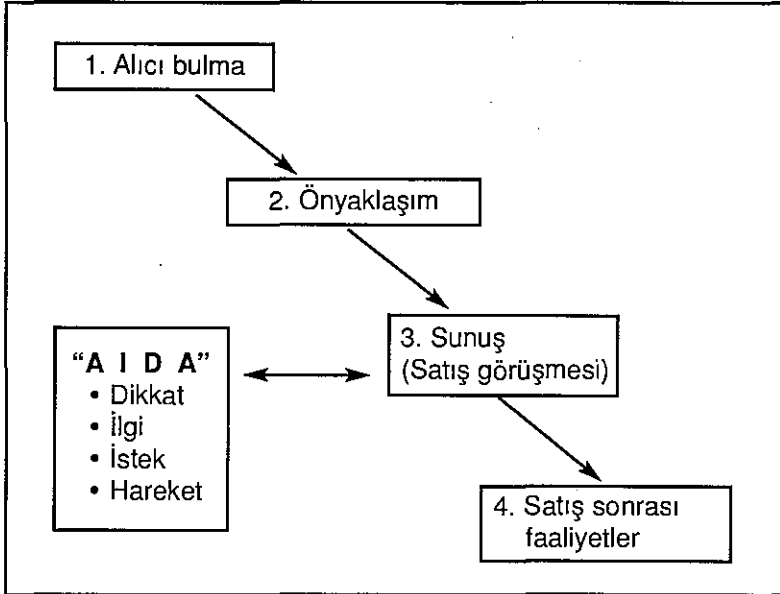 1. Alıcı bulma
2. Önyaklaşım
3. Sunuş
(Satış görüşmesi)
“A I D A”
• Dikkat
• İlgi
• İstek
• Hareket
4. Satış sonrası
faaliyetler